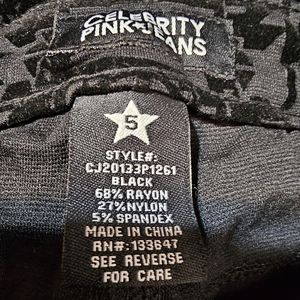 CELEBRITY
PINK JEANS
5
STYLE#:
CJ20133P1261
BLACK
68% RAYON
27%NYLON
5% SPANDEX
MADE IN CHINA
RN#: 133647
SEE REVERSE
FOR CARE